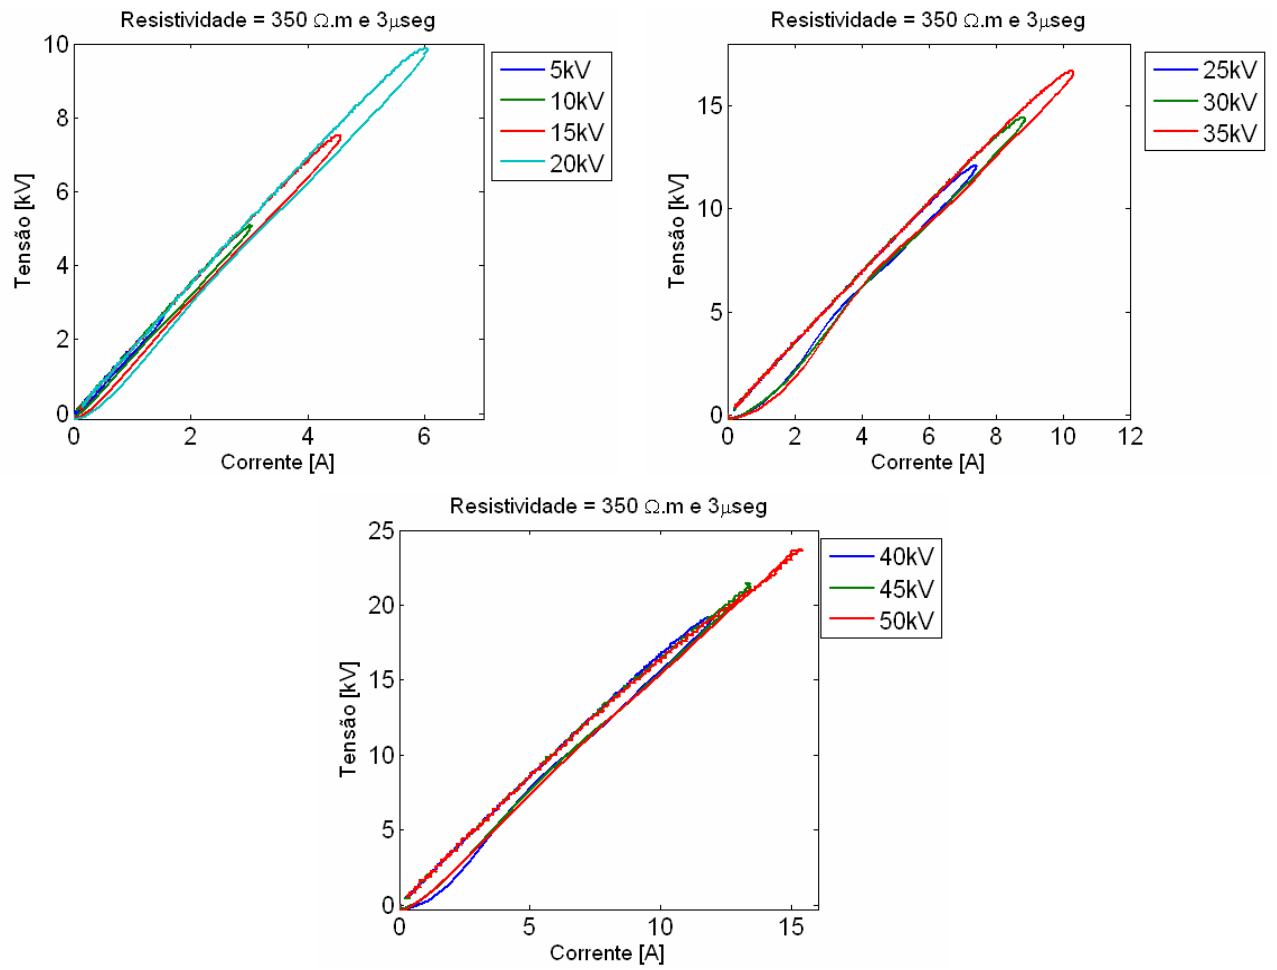 Resistividade = 350 Ω.m e 3μseg
10
8
6
4
2
0
Tensão [kV]
0 2 4 6
Corrente [A]
5kV
10kV
15kV
20kV
Resistividade = 350 Ω.m e 3μseg
15
10
5
0
Tensão [kV]
0 2 4 6 8 10 12
Corrente [A]
25kV
30kV
35kV
Resistividade = 350 Ω.m e 3μseg
25
20
15
10
5
0
Tensão [kV]
0 5 10 15
Corrente [A]
40kV
45kV
50kV